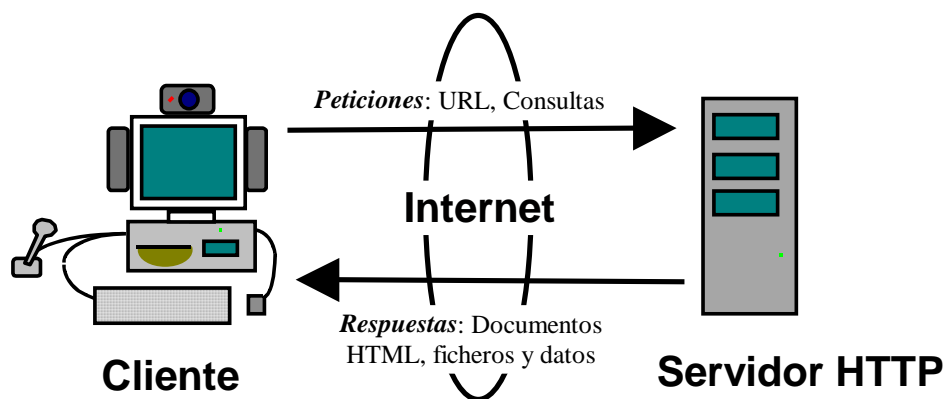 Peticiones: URL, Consultas
Internet
Respuestas: Documentos
HTML, ficheros y datos
Cliente
Servidor HTTP